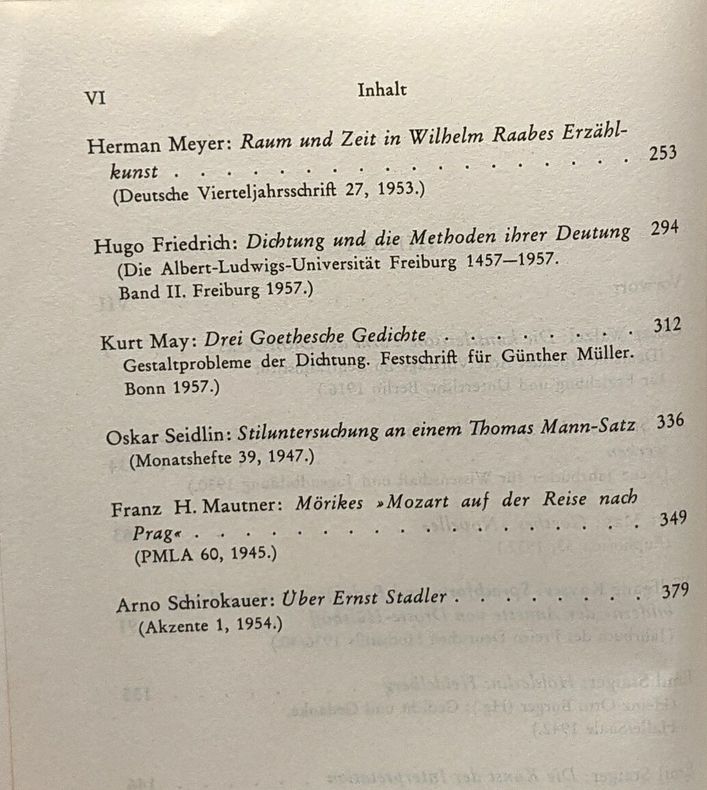 VI Inhalt
Herman Meyer: Raum und Zeit in Wilhelm Raabes Erzähl-
kunst . . . . . . . . . . . . . . . . . . 253
(Deutsche Vierteljahrsschrift 27, 1953.)
Hugo Friedrich: Dichtung und die Methoden ihrer Deutung 294
(Die Albert-Ludwigs-Universität Freiburg 1457—1957.
Band II. Freiburg 1957.)
Kurt May: Drei Goethesche Gedichte . . . . . . . . 312
Gestaltprobleme der Dichtung. Festschrift für Günther Müller.
Bonn 1957.)
Oskar Seidlin: Stiluntersuchung an einem Thomas Mann-Satz 336
(Monatshefte 39, 1947.)
Franz H. Mautner: Mörikes »Mozart auf der Reise nach
Prag« . . . . . . . . . . . . . . . . . 349
(PMLA 60, 1945.)
Arno Schirokauer: Über Ernst Stadler . . . . . . . 379
(Akzente 1, 1954.)